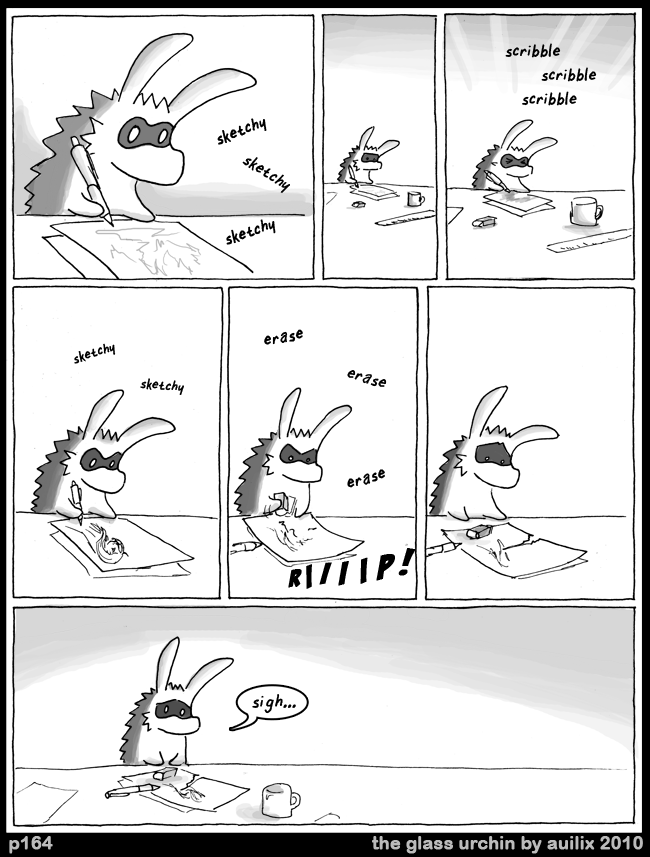 sketchy
sketchy
sketchy
scribble
scribble
scribble
sketchy
sketchy
erase
erase
erase
RIIIIP!
sigh...
p164
the glass urchin by auilix 2010